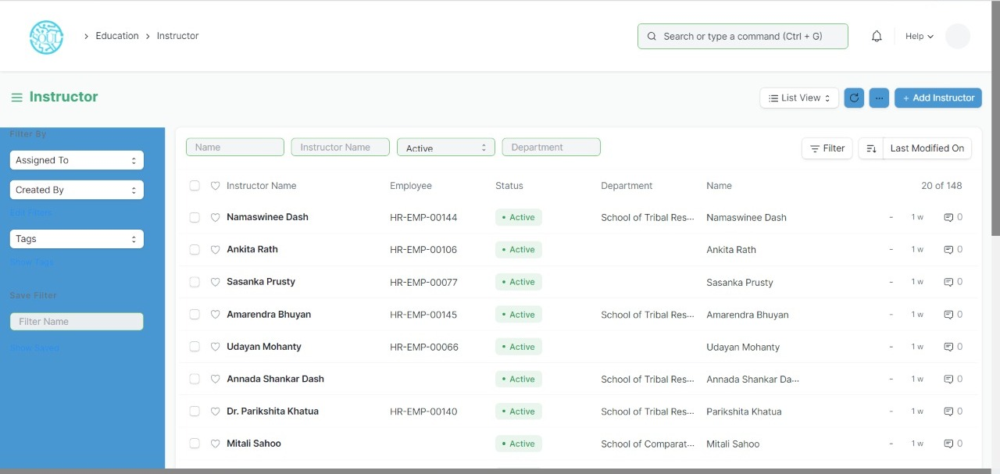 SOUL
> Education > Instructor
Search or type a command (Ctrl + G)
Help
Instructor
List View
...
+ Add Instructor
Filter By
Assigned To
Created By
Edit Filters
Tags
Show Tags
Save Filter
Filter Name
Show Saved
Name Instructor Name Active Department
Filter Last Modified On
Instructor Name Employee Status Department Name 20 of 148
Namaswinee Dash HR-EMP-00144 • Active School of Tribal Res... Namaswinee Dash - 1 w 0
Ankita Rath HR-EMP-00106 • Active Ankita Rath - 1 w 0
Sasanka Prusty HR-EMP-00077 • Active Sasanka Prusty - 1 w 0
Amarendra Bhuyan HR-EMP-00145 • Active School of Tribal Res... Amarendra Bhuyan - 1 w 0
Udayan Mohanty HR-EMP-00066 • Active Udayan Mohanty - 1 w 0
Annada Shankar Dash • Active School of Tribal Res... Annada Shankar Da... - 1 w 0
Dr. Parikshita Khatua HR-EMP-00140 • Active School of Tribal Res... Parikshita Khatua - 1 w 0
Mitali Sahoo • Active School of Comparat... Mitali Sahoo - 1 w 0